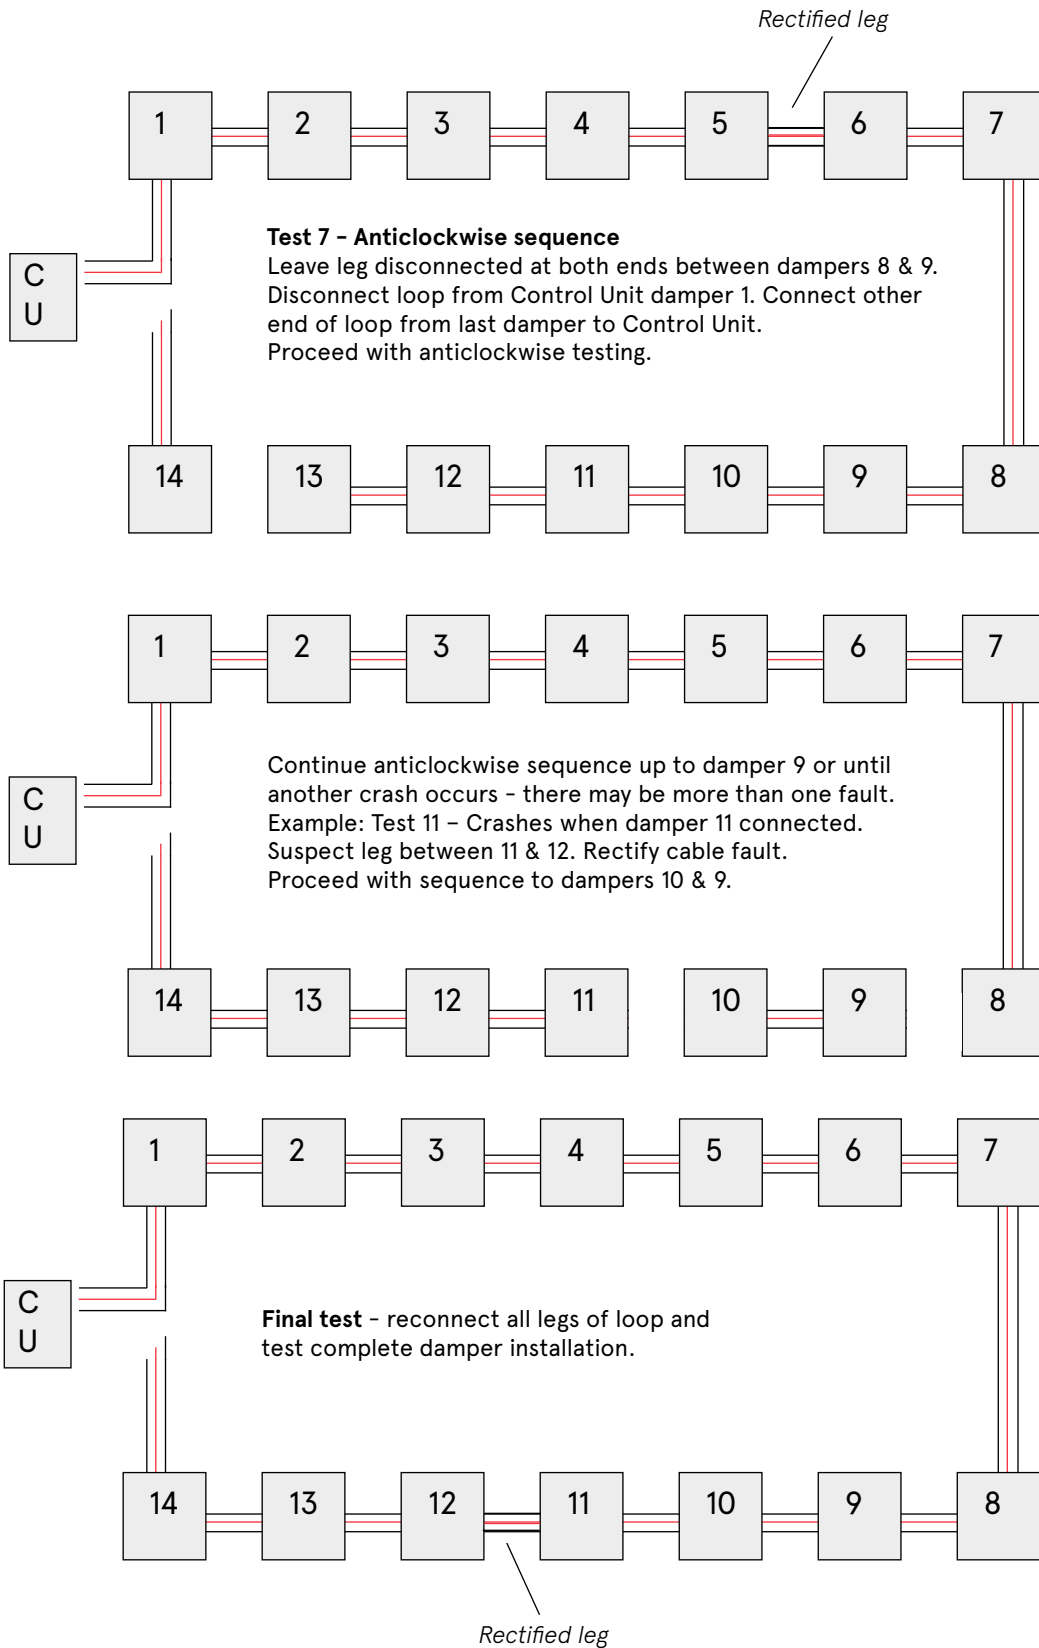 Rectified leg
1 2 3 4 5 6 7
Test 7 - Anticlockwise sequence
Leave leg disconnected at both ends between dampers 8 & 9.
Disconnect loop from Control Unit damper 1. Connect other
end of loop from last damper to Control Unit.
Proceed with anticlockwise testing.
C
U
14 13 12 11 10 9 8
1 2 3 4 5 6 7
Continue anticlockwise sequence up to damper 9 or until
another crash occurs - there may be more than one fault.
Example: Test 11 – Crashes when damper 11 connected.
Suspect leg between 11 & 12. Rectify cable fault.
Proceed with sequence to dampers 10 & 9.
C
U
14 13 12 11 10 9 8
1 2 3 4 5 6 7
C
U
Final test - reconnect all legs of loop and
test complete damper installation.
14 13 12 11 10 9 8
Rectified leg